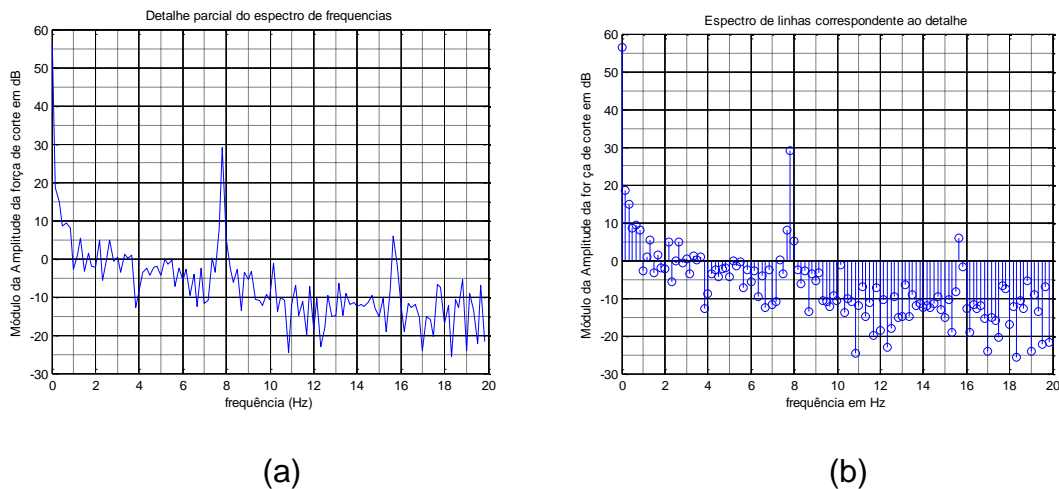 Detalhe parcial do espectro de frequencias
Módulo da Amplitude da força de corte em dB
60
50
40
30
20
10
0
-10
-20
-30
0 2 4 6 8 10 12 14 16 18 20
frequência (Hz)
(a)
Espectro de linhas correspondente ao detalhe
Módulo da Amplitude da for ça de corte em dB
60
50
40
30
20
10
0
-10
-20
-30
0 2 4 6 8 10 12 14 16 18 20
frequência em Hz
(b)